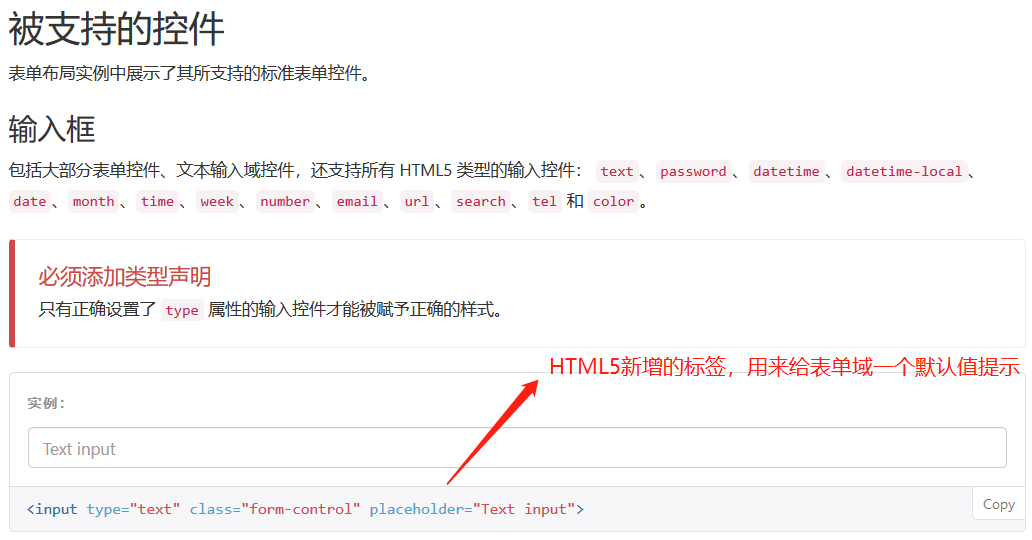 被支持的控件
表单布局实例中展示了其所支持的标准表单控件。
输入框
包括大部分表单控件、文本输入域控件，还支持所有 HTML5 类型的输入控件： text 、 password 、 datetime 、 datetime-local 、
date 、 month 、 time 、 week 、 number 、 email 、 url 、 search 、 tel 和 color 。
必须添加类型声明
只有正确设置了 type 属性的输入控件才能被赋予正确的样式。
HTML5新增的标签，用来给表单域一个默认值提示
实例：
Text input
<input type="text" class="form-control" placeholder="Text input">
Copy